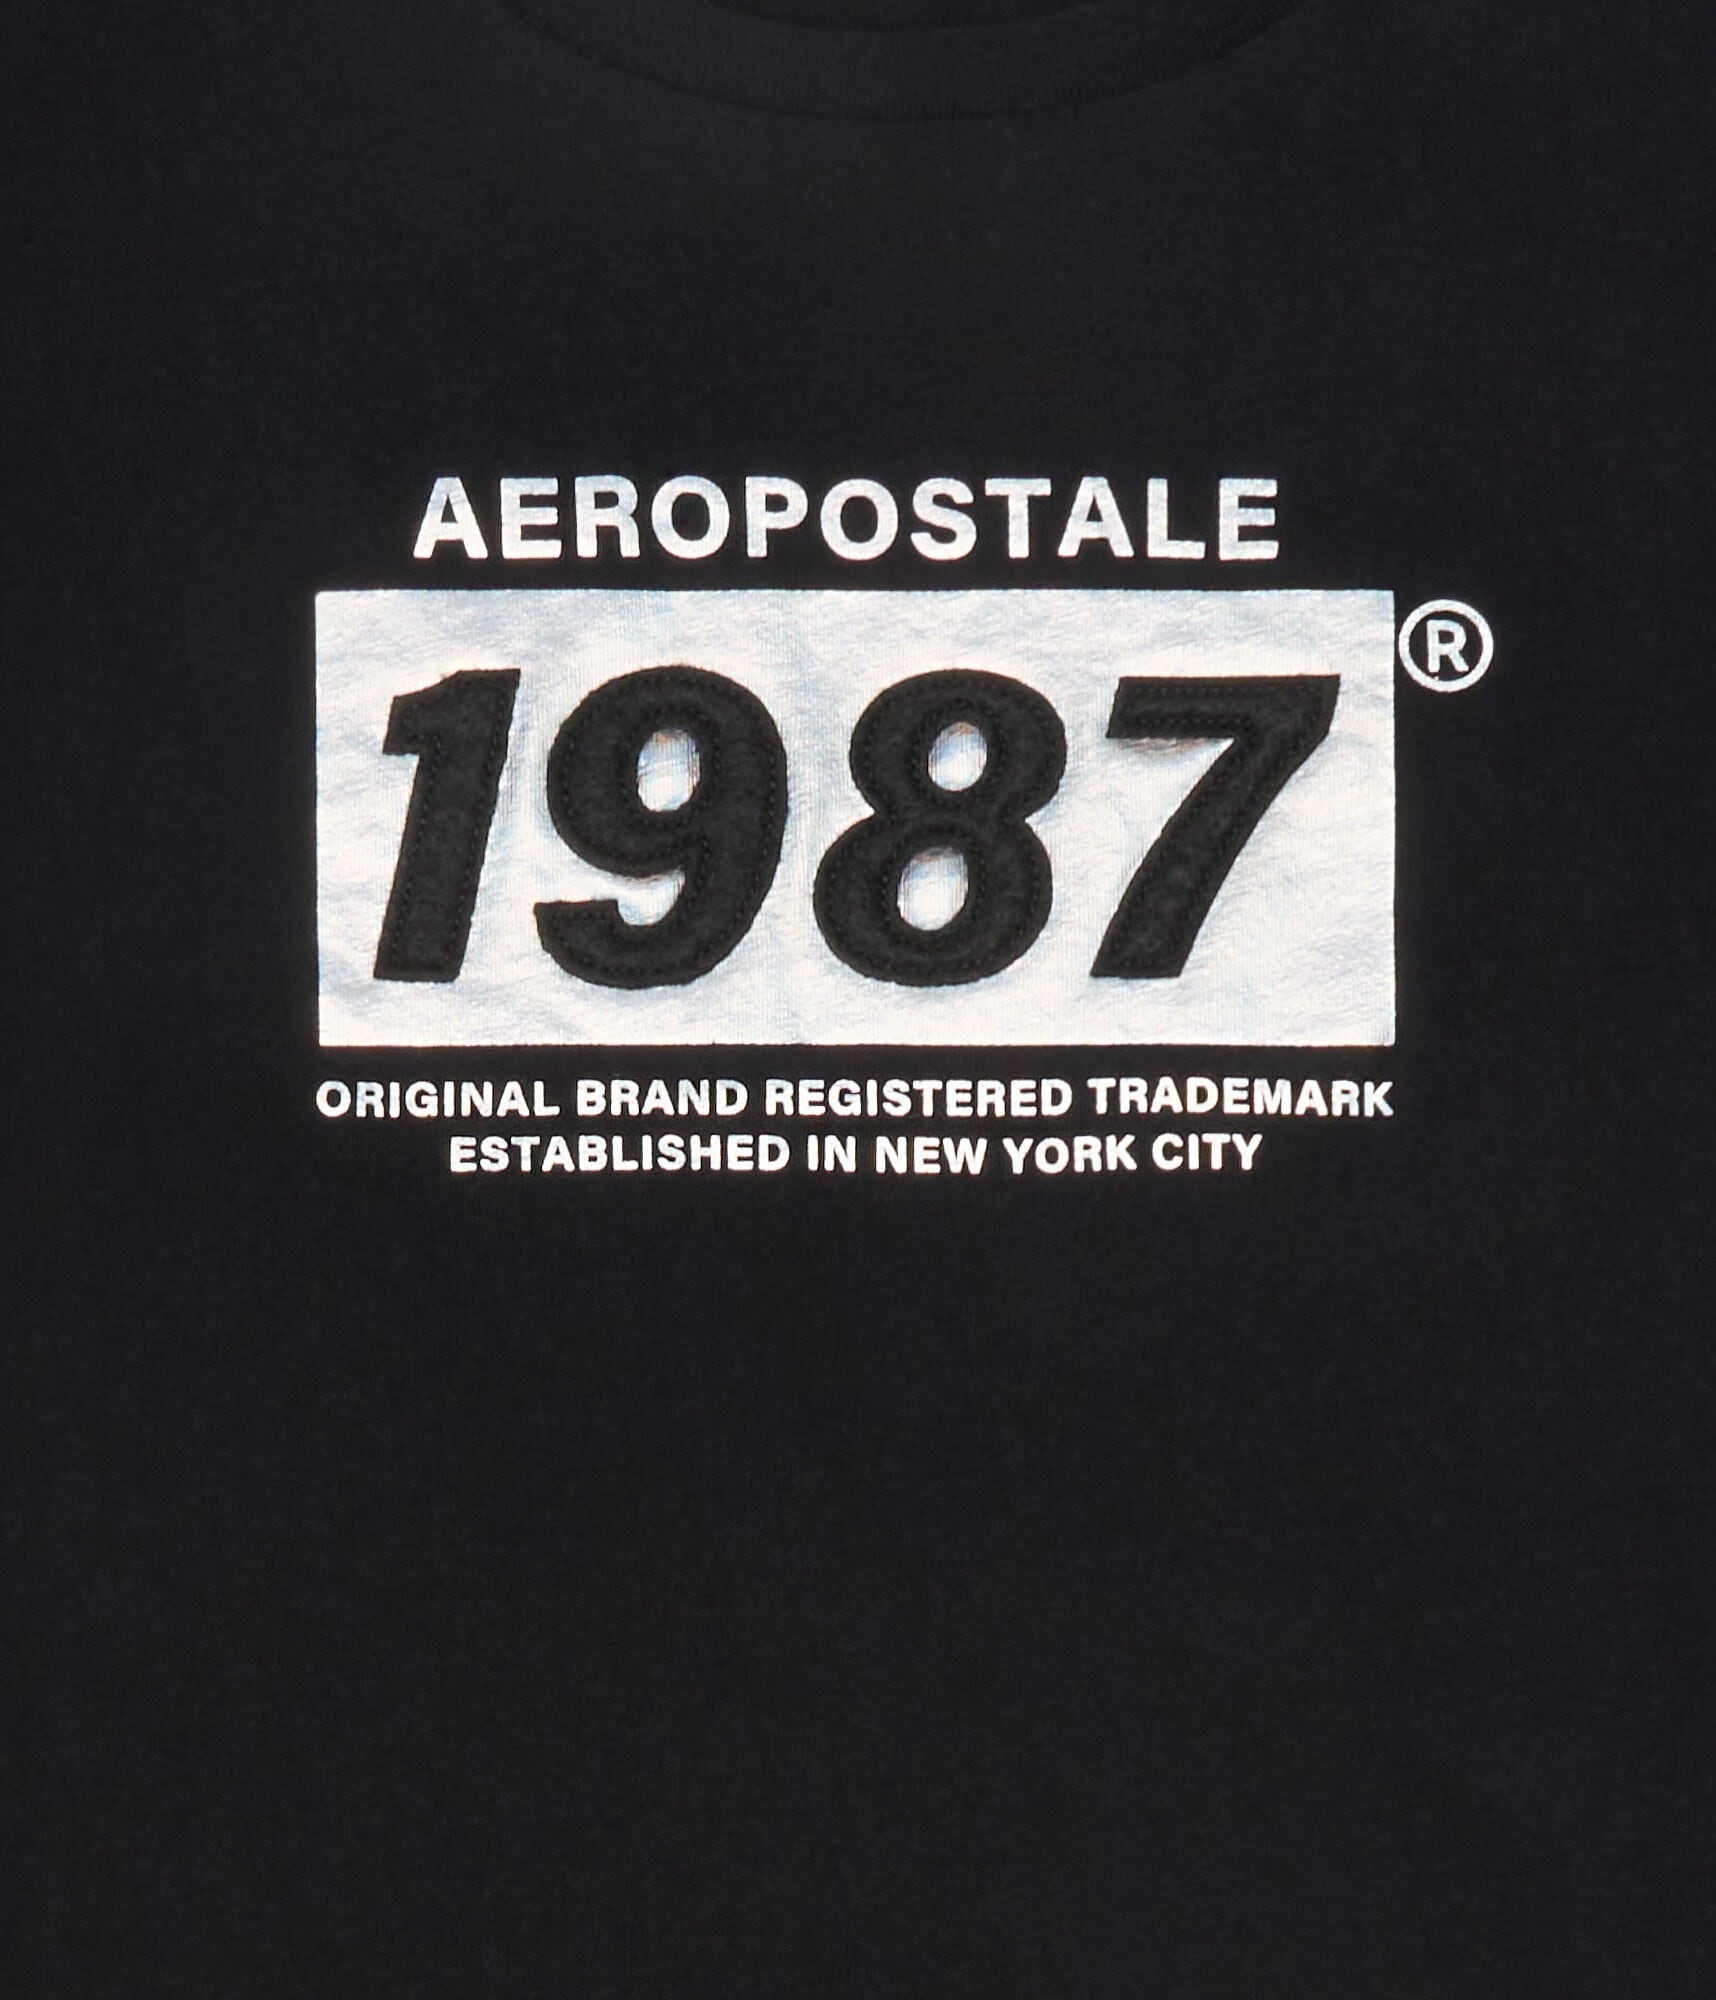 AEROPOSTALE
1987®
ORIGINAL BRAND REGISTERED TRADEMARK
ESTABLISHED IN NEW YORK CITY